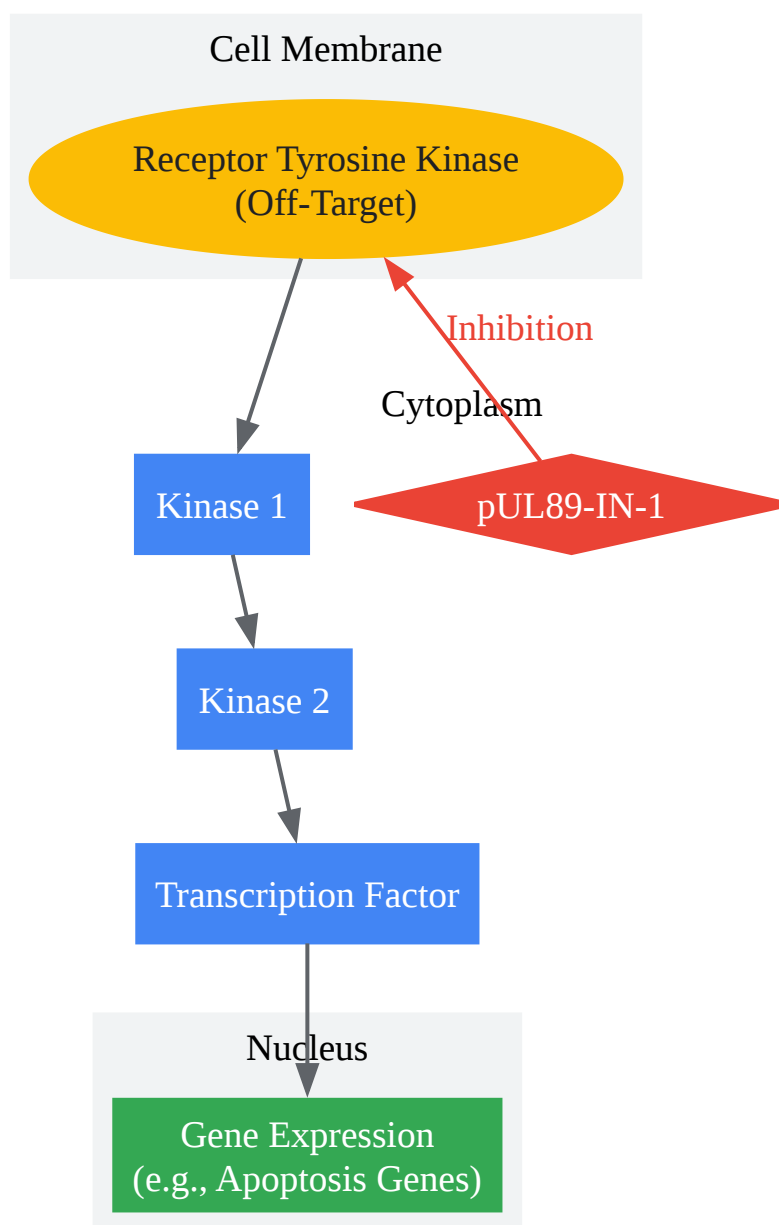 Cell Membrane
Receptor Tyrosine Kinase
(Off-Target)
Inhibition
Cytoplasm
Kinase 1
pUL89-IN-1
Kinase 2
Transcription Factor
Nucleus
Gene Expression
(e.g., Apoptosis Genes)